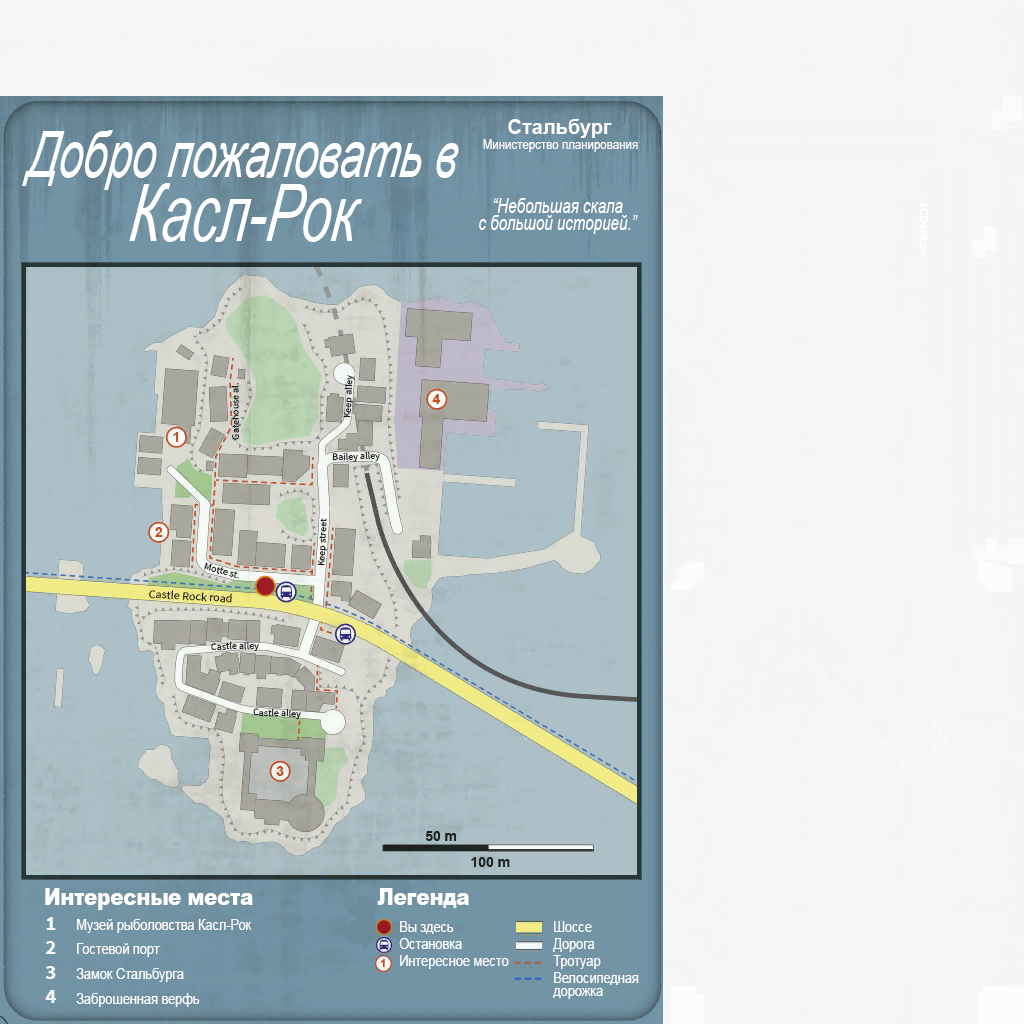 Добро пожаловать в
Касл-Рок
Стальбург
Министерство планирования
“Небольшая скала
с большой историей.”
4
Keep alley
Gatehouse al.
1
Bailey alley
2
Keep street
Motte st.
Castle Rock road
Castle alley
Castle alley
3
50 m
100 m
Интересные места
1 Музей рыболовства Касл-Рок
2 Гостевой порт
3 Замок Стальбурга
4 Заброшенная верфь
Легенда
Вы здесь
Остановка
1 Интересное место
Шоссе
Дорога
Тротуар
Велосипедная
дорожка